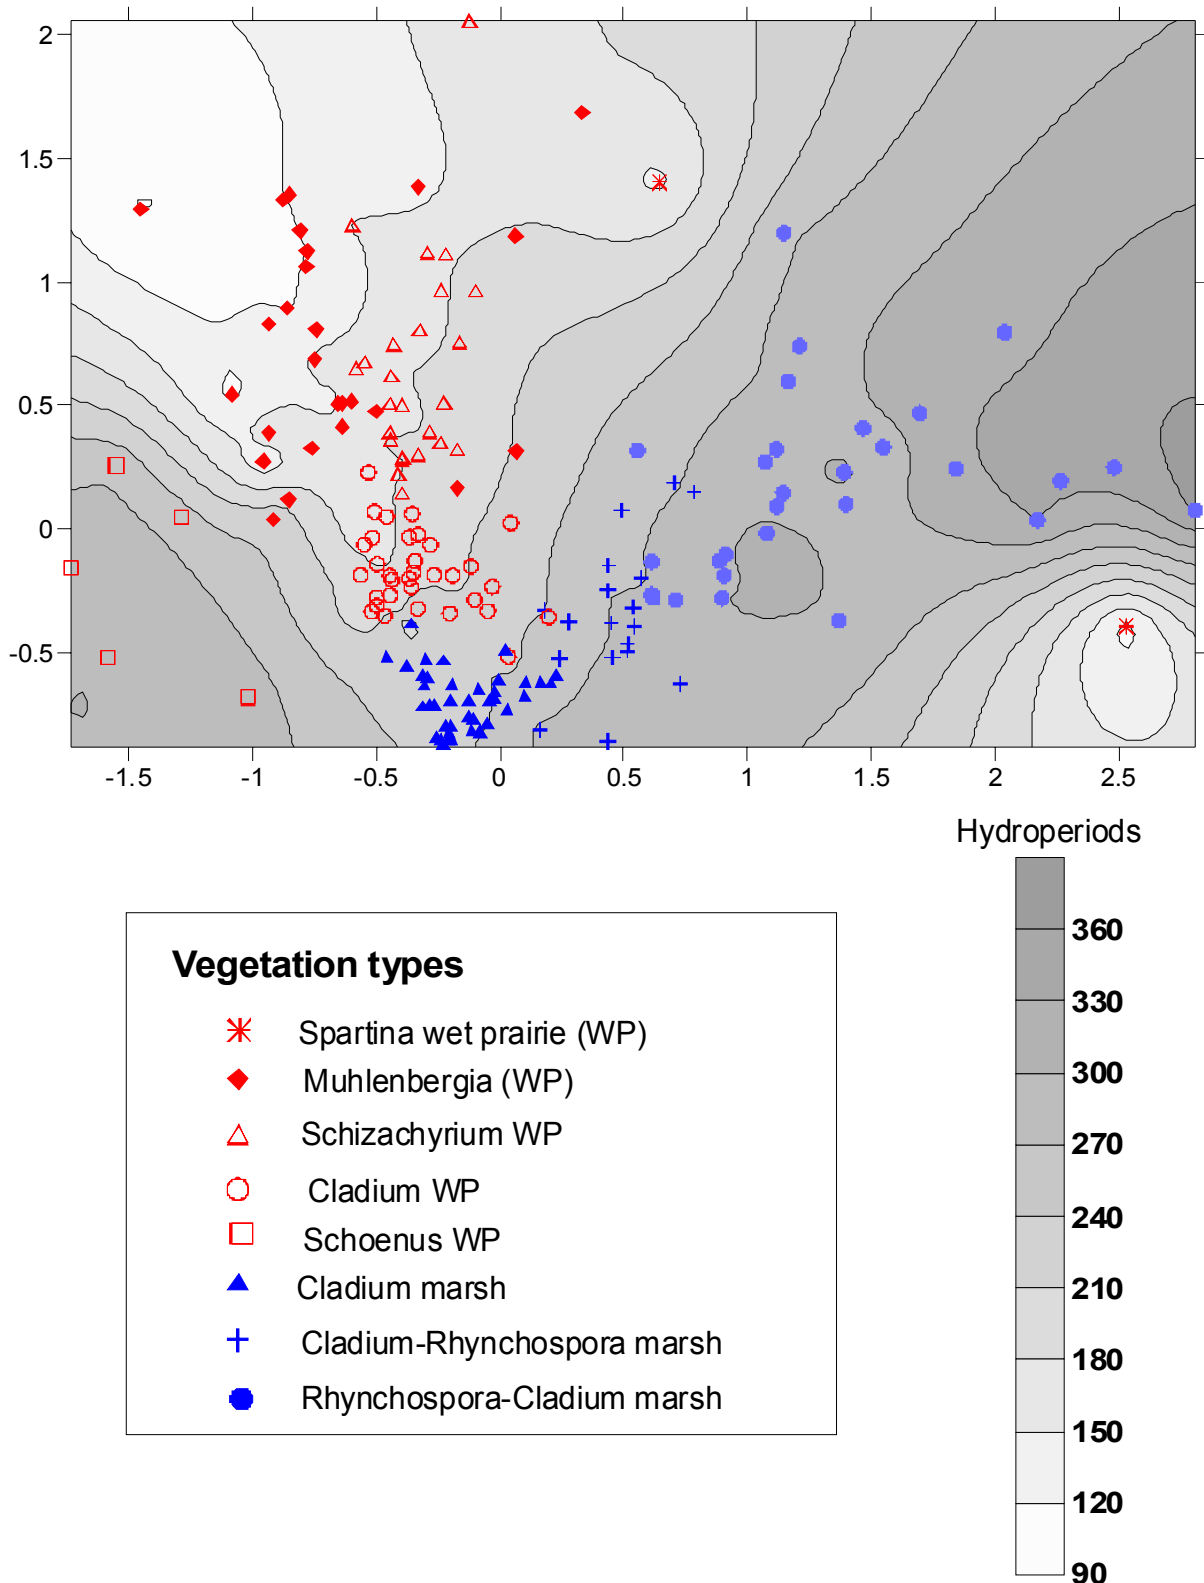 2
1.5
1
0.5
0
-0.5
-1.5 -1 -0.5 0 0.5 1 1.5 2 2.5
Hydroperiods
360
330
300
270
240
210
180
150
120
90
Vegetation types
Spartina wet prairie (WP)
Muhlenbergia (WP)
Schizachyrium WP
Cladium WP
Schoenus WP
Cladium marsh
Cladium-Rhynchospora marsh
Rhynchospora-Cladium marsh